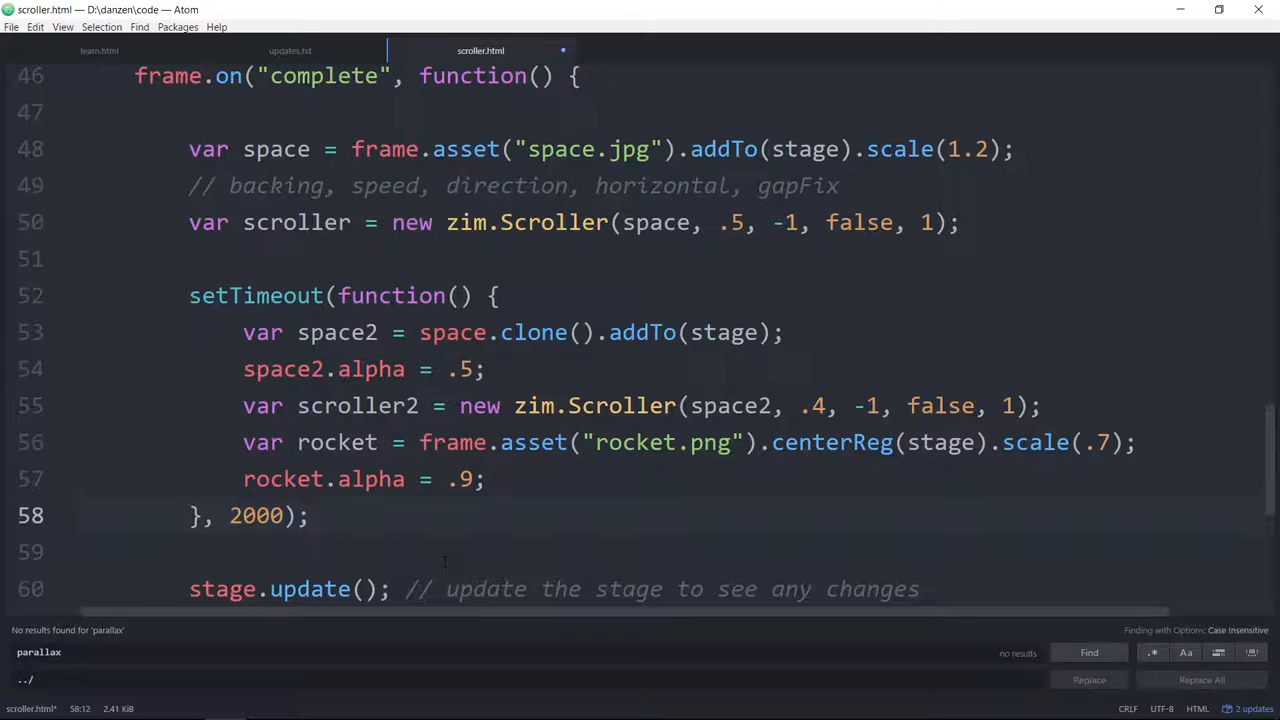 scroller.html — D:\danzen\code — Atom
File Edit View Selection Find Packages Help
learn.html updates.txt scroller.html
46 frame.on("complete", function() {
47
48 var space = frame.asset("space.jpg").addTo(stage).scale(1.2);
49 // backing, speed, direction, horizontal, gapFix
50 var scroller = new zim.Scroller(space, .5, -1, false, 1);
51
52 setTimeout(function() {
53 var space2 = space.clone().addTo(stage);
54 space2.alpha = .5;
55 var scroller2 = new zim.Scroller(space2, .4, -1, false, 1);
56 var rocket = frame.asset("rocket.png").centerReg(stage).scale(.7);
57 rocket.alpha = .9;
58 }, 2000);
59
60 stage.update(); // update the stage to see any changes
No results found for 'parallax' Finding with Options: Case Insensitive
parallax no results Find .* Aa
../ Replace Replace All
scroller.html* 58:12 2.41 KiB CRLF UTF-8 HTML 2 updates